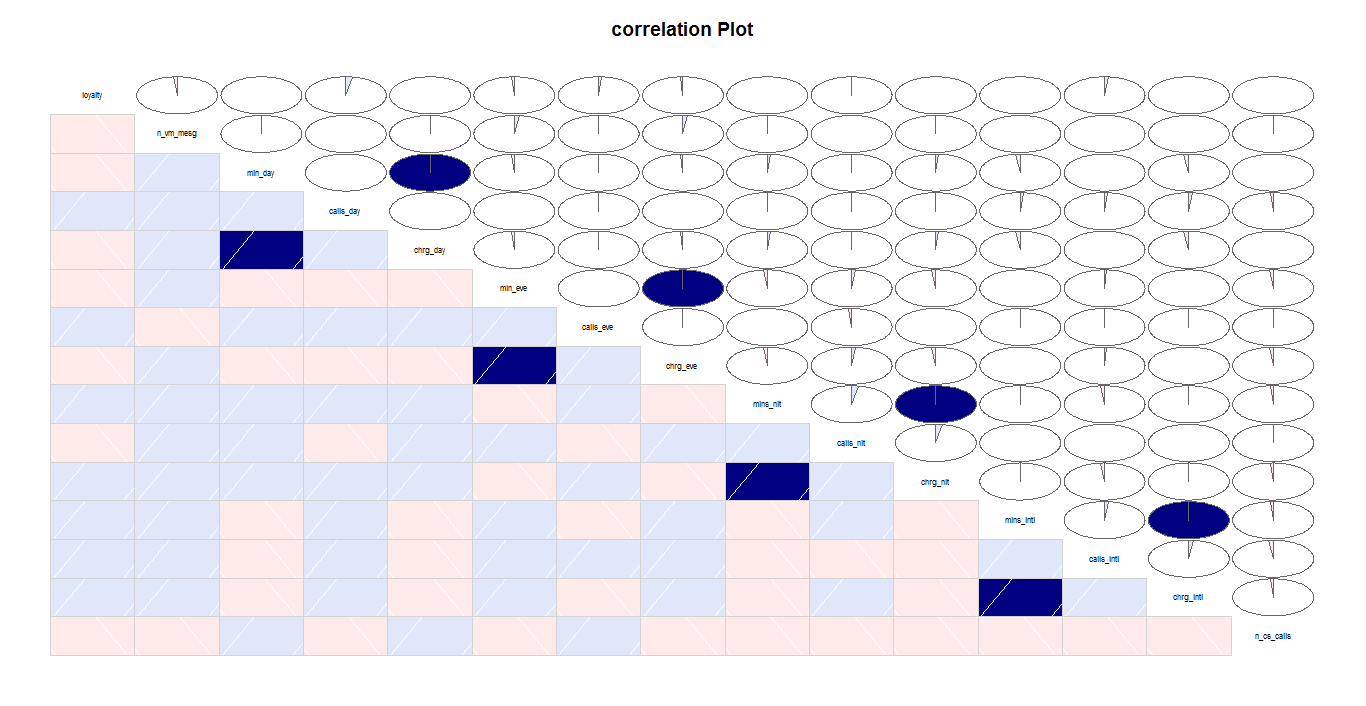 correlation Plot
loyalty
n_vm_mesg
min_day
calls_day
chrg_day
min_eve
calls_eve
chrg_eve
mins_nit
calls_nit
chrg_nit
mins_intl
calls_intl
chrg_intl
n_cs_calls